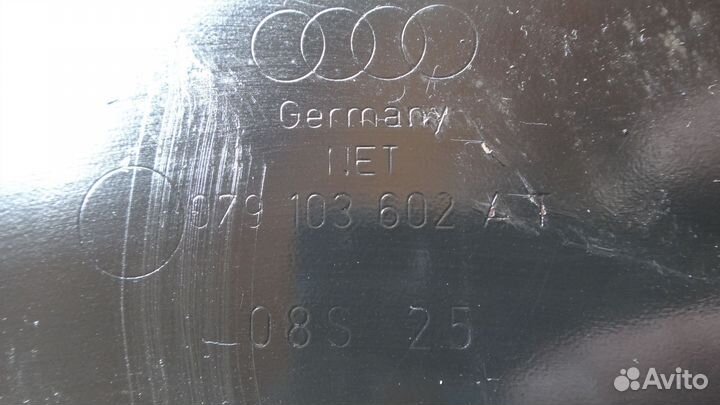 Germany
NET
079 103 602 AT
08S 25
Avito